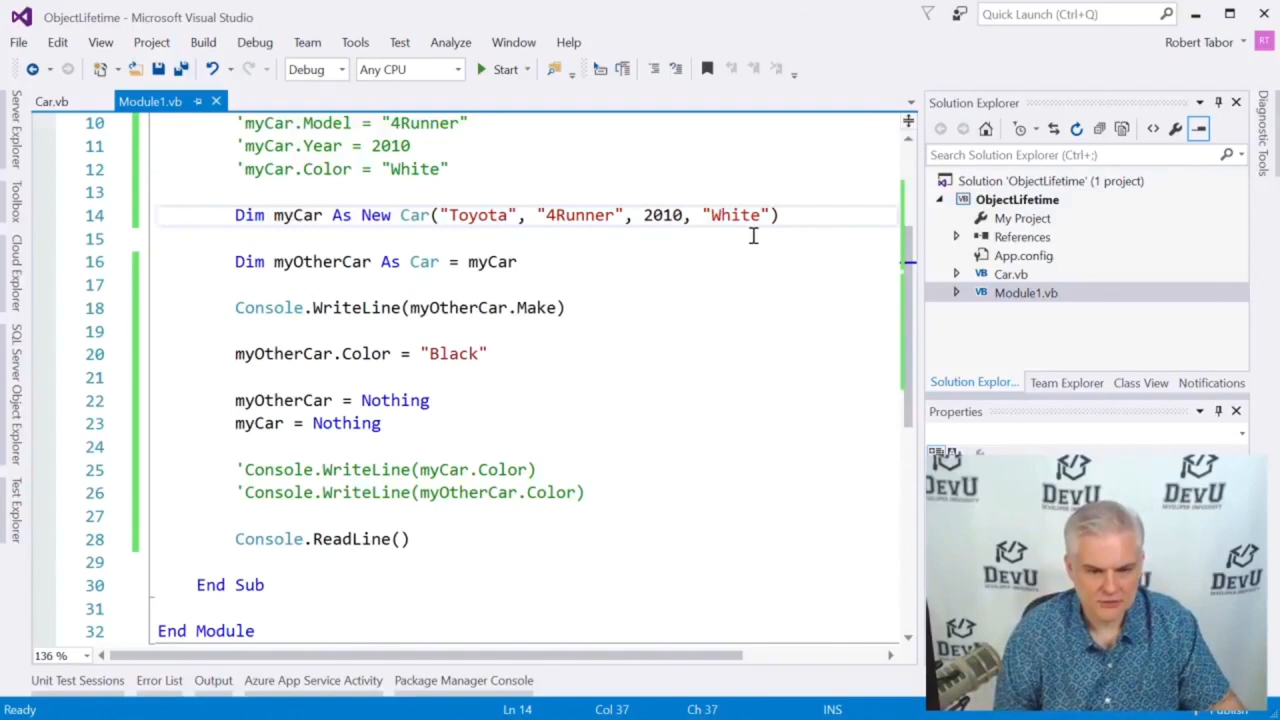 ObjectLifetime - Microsoft Visual Studio
Quick Launch (Ctrl+Q)
File Edit View Project Build Debug Team Tools Test Analyze Window Help
Robert Tabor RT
Debug Any CPU Start
Car.vb Module1.vb
Server Explorer
Toolbox
Cloud Explorer
SQL Server Object Explorer
Test Explorer
10 'myCar.Model = "4Runner"
11 'myCar.Year = 2010
12 'myCar.Color = "White"
13
14 Dim myCar As New Car("Toyota", "4Runner", 2010, "White")
15
16 Dim myOtherCar As Car = myCar
17
18 Console.WriteLine(myOtherCar.Make)
19
20 myOtherCar.Color = "Black"
21
22 myOtherCar = Nothing
23 myCar = Nothing
24
25 'Console.WriteLine(myCar.Color)
26 'Console.WriteLine(myOtherCar.Color)
27
28 Console.ReadLine()
29
30 End Sub
31
32 End Module
136 %
Solution Explorer
Search Solution Explorer (Ctrl+;)
Solution 'ObjectLifetime' (1 project)
ObjectLifetime
My Project
References
App.config
Car.vb
Module1.vb
Solution Explor... Team Explorer Class View Notifications
Properties
Diagnostic Tools
DevU DevU DevU
DEVELOPER UNIVERSITY
DevU DevU
DevU
Unit Test Sessions Error List Output Azure App Service Activity Package Manager Console
Ready Ln 14 Col 37 Ch 37 INS